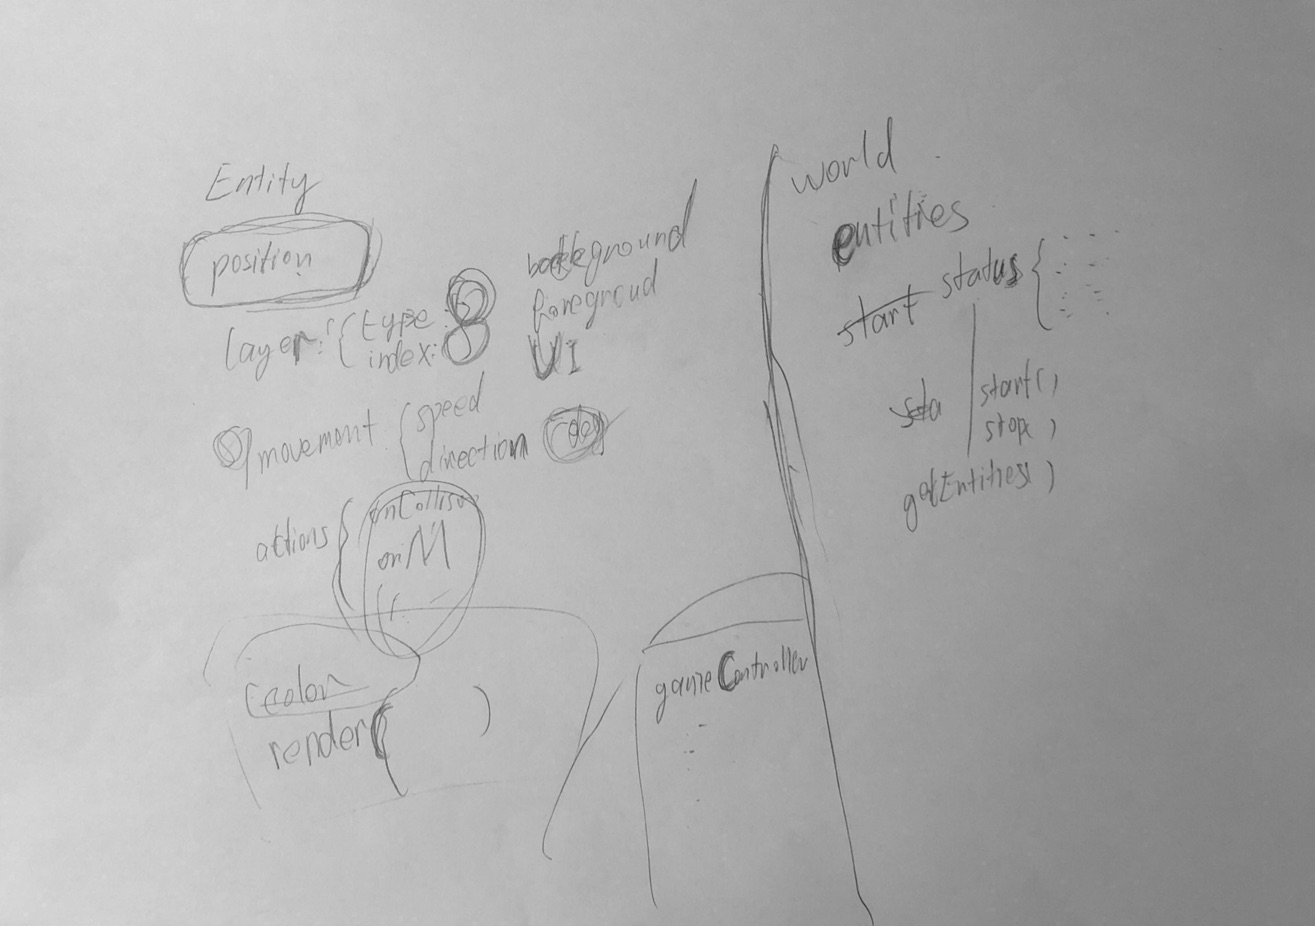 Entity
position
layer: { type:
index:
background
foregroud
UI
movement { speed
direction
actions { onCollision
onM
color
render( )
world
entities
start status {
sta
start( )
stop( )
getEntities( )
gameController